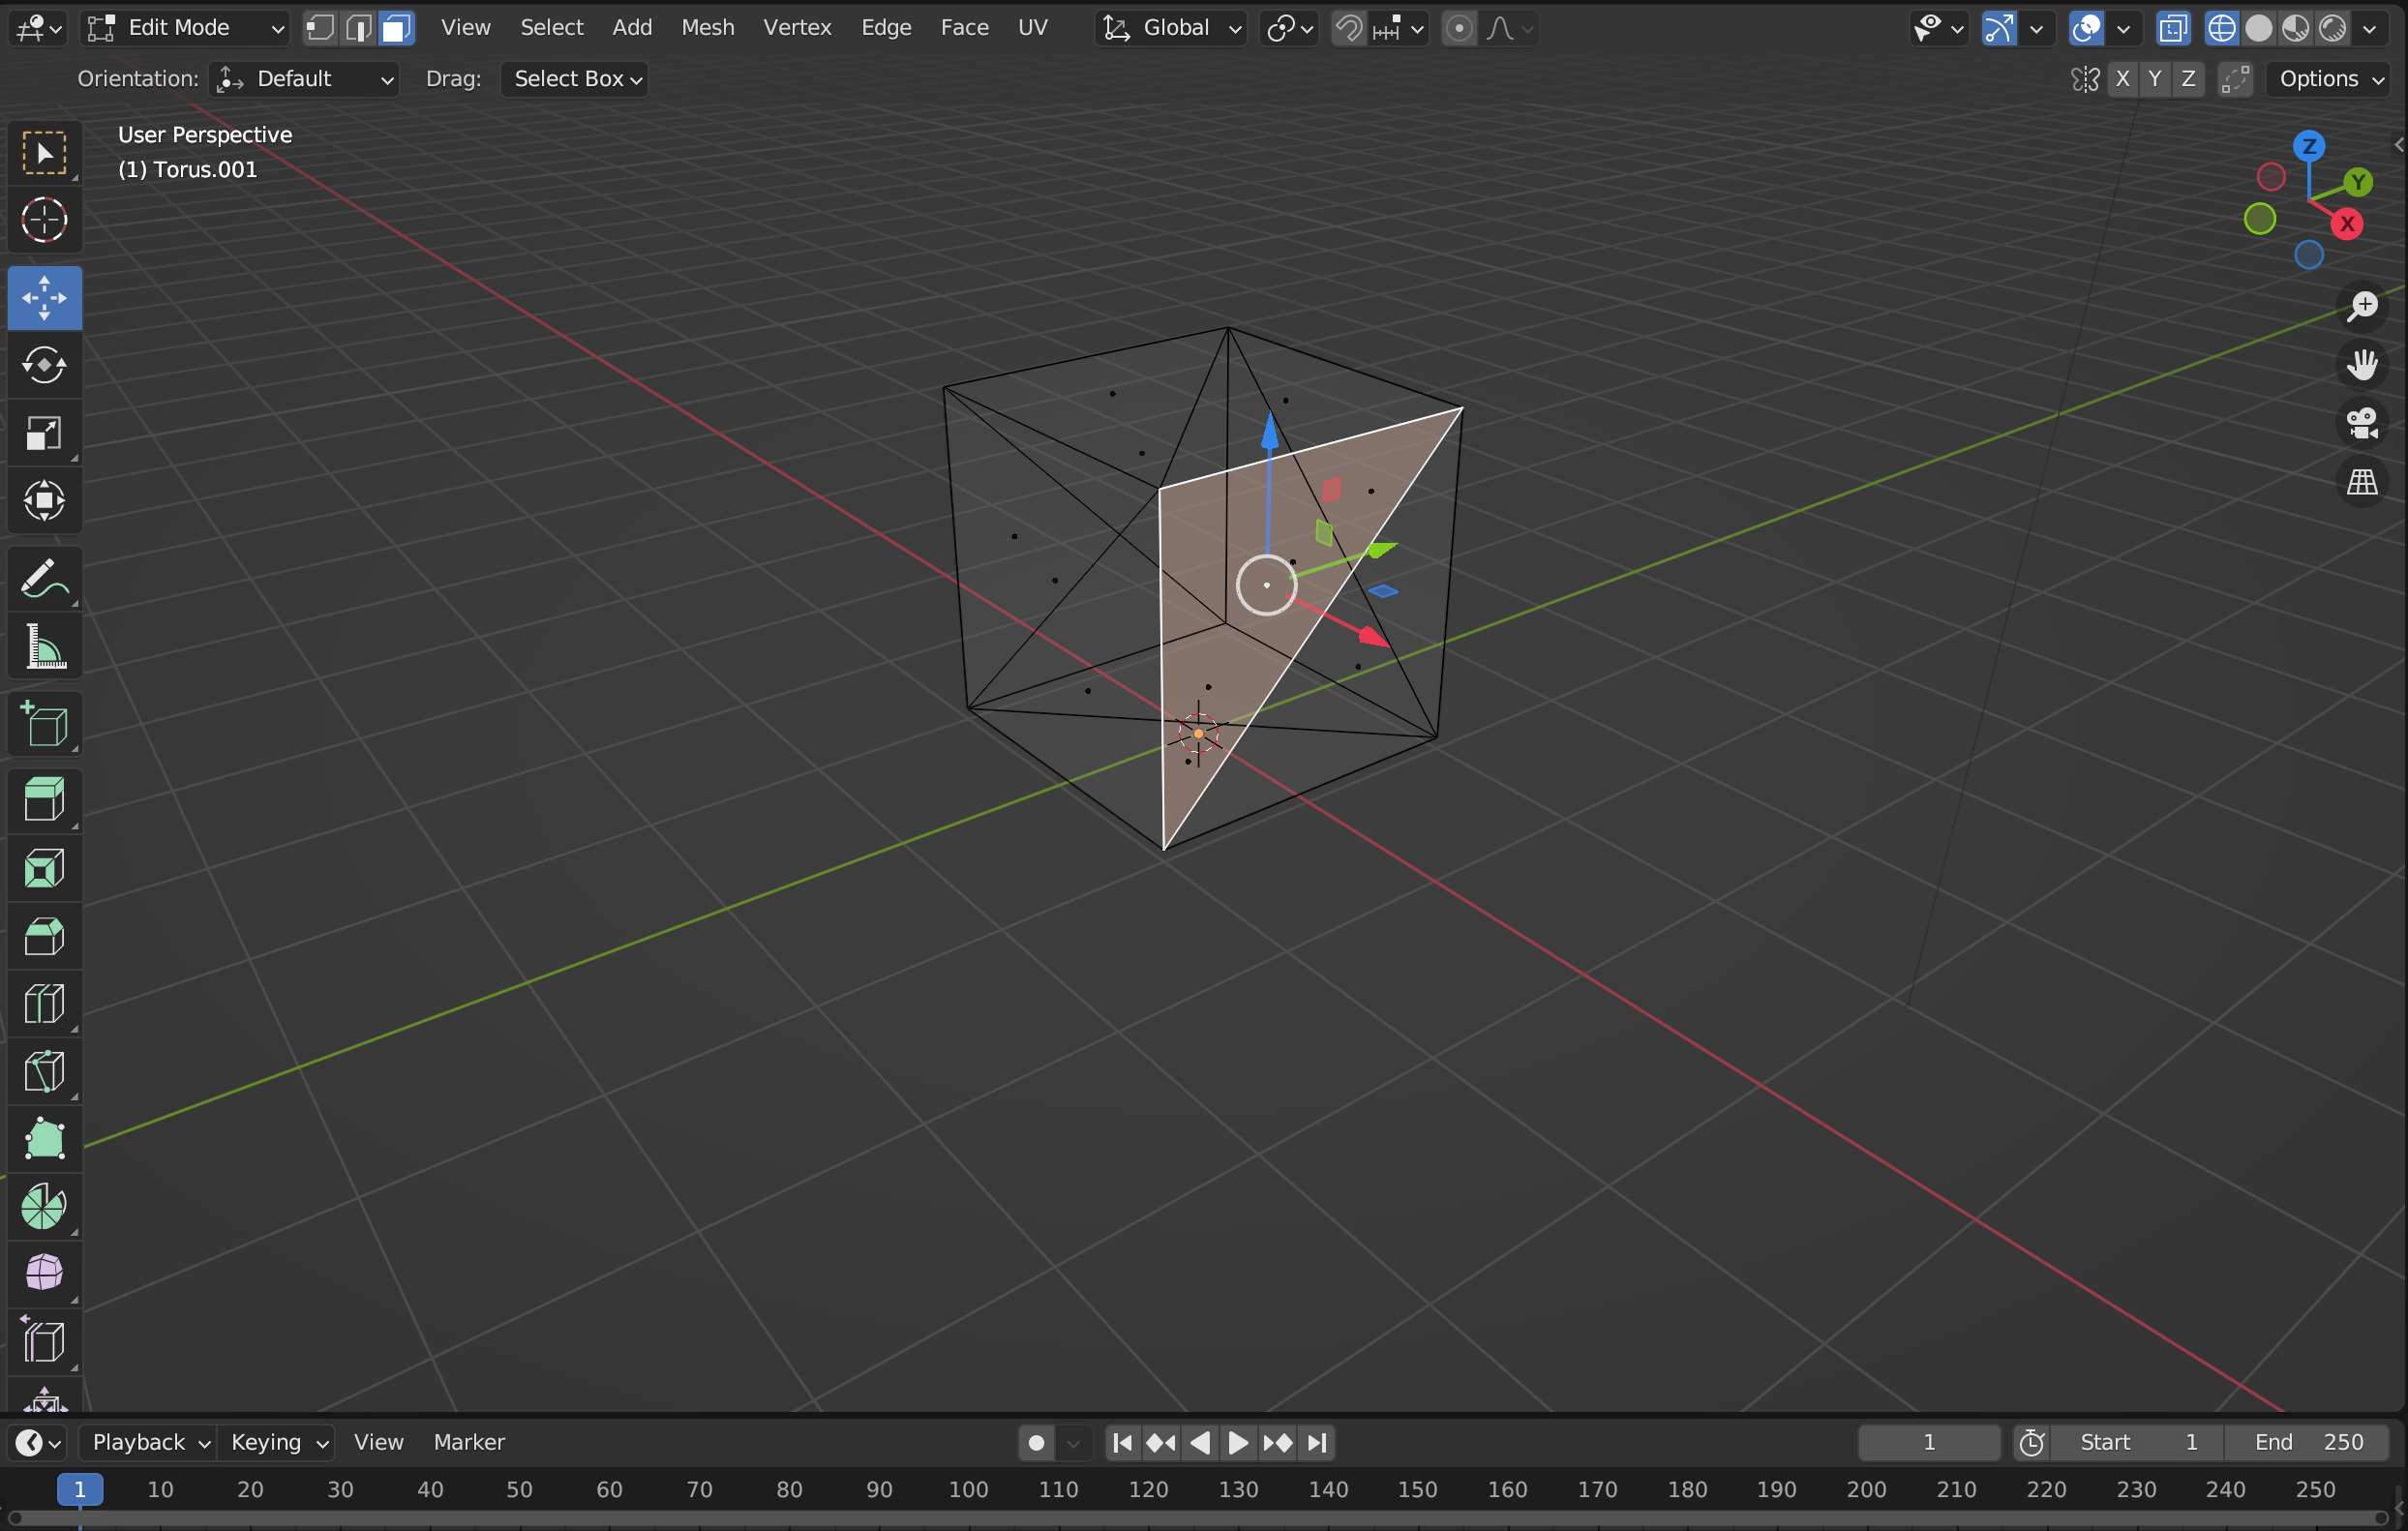 Edit Mode View Select Add Mesh Vertex Edge Face UV Global
Orientation: Default Drag: Select Box X Y Z Options
User Perspective
(1) Torus.001
Z
Y
X
Playback Keying View Marker 1 Start 1 End 250
1 10 20 30 40 50 60 70 80 90 100 110 120 130 140 150 160 170 180 190 200 210 220 230 240 250